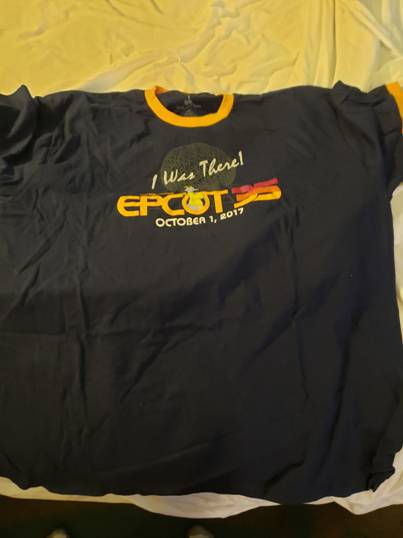 I Was There!
EPCOT 35
OCTOBER 1, 2017